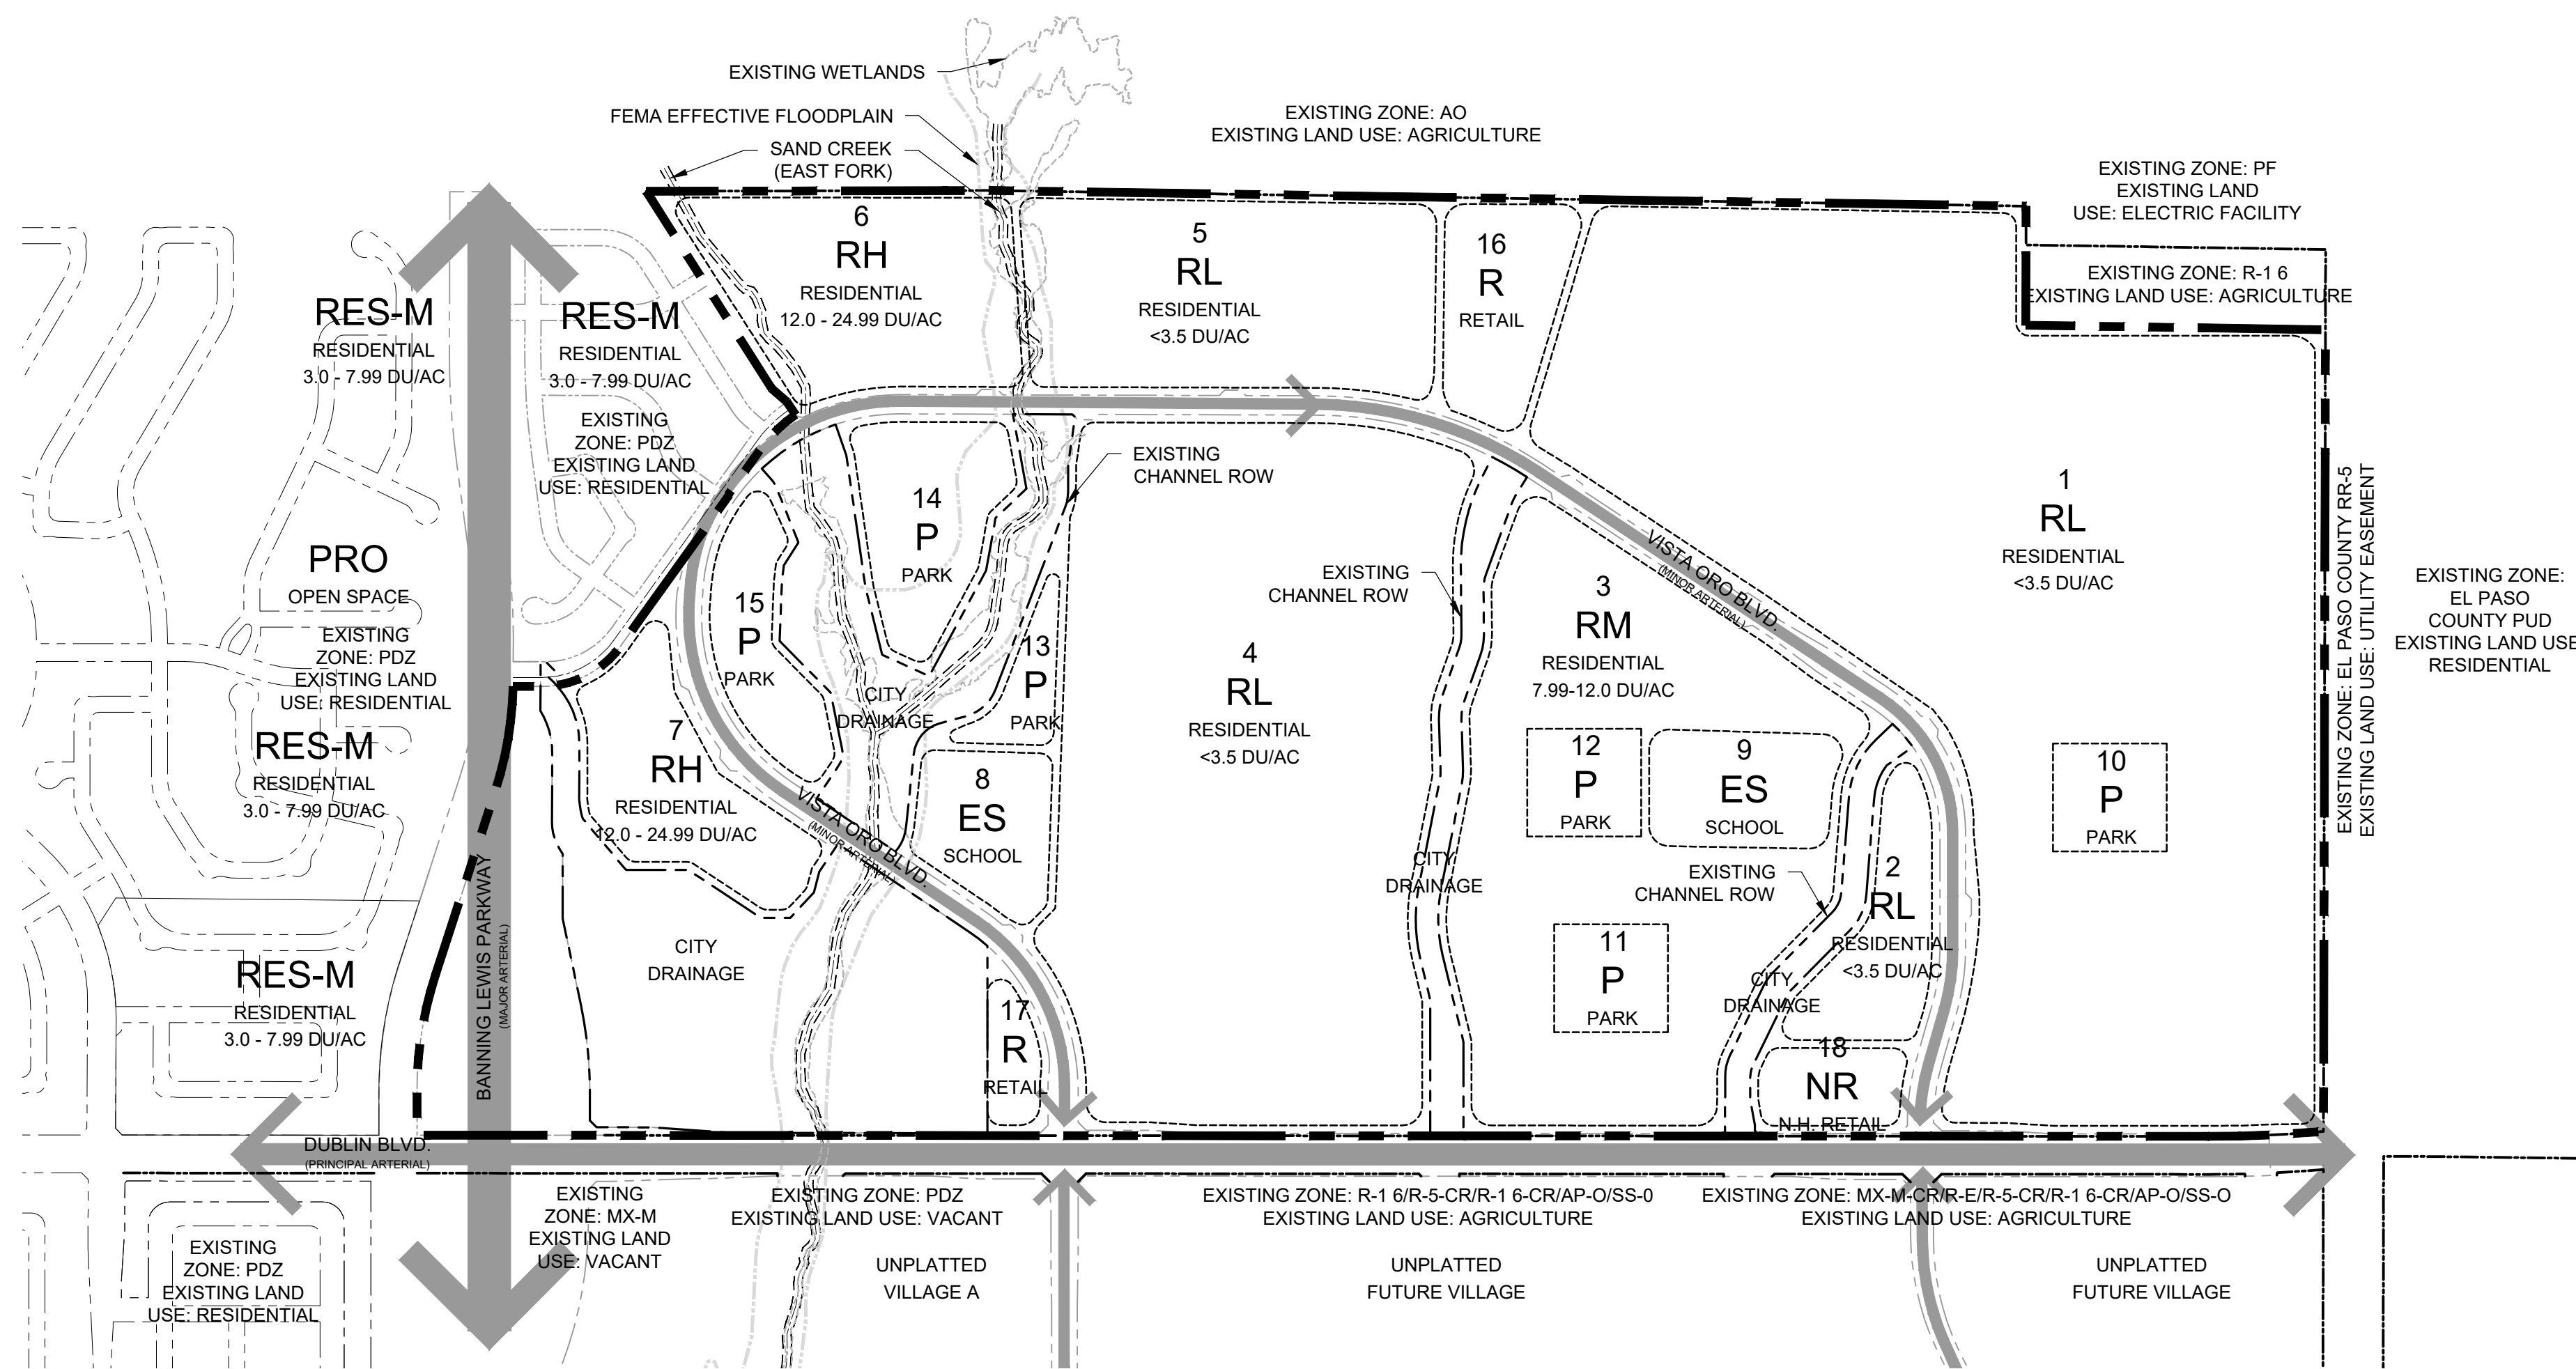 EXISTING WETLANDS
FEMA EFFECTIVE FLOODPLAIN
SAND CREEK
(EAST FORK)
EXISTING ZONE: AO
EXISTING LAND USE: AGRICULTURE
EXISTING ZONE: PF
EXISTING LAND
USE: ELECTRIC FACILITY
EXISTING ZONE: R-1 6
EXISTING LAND USE: AGRICULTURE
6
RH
RESIDENTIAL
12.0 - 24.99 DU/AC
5
RL
RESIDENTIAL
<3.5 DU/AC
16
R
RETAIL
RES-M
RESIDENTIAL
3.0 - 7.99 DU/AC
RES-M
RESIDENTIAL
3.0 - 7.99 DU/AC
EXISTING
ZONE: PDZ
EXISTING LAND
USE: RESIDENTIAL
EXISTING
CHANNEL ROW
14
P
PARK
1
RL
RESIDENTIAL
<3.5 DU/AC
VISTA ORO BLVD.
(MINOR ARTERIAL)
EXISTING ZONE: EL PASO COUNTY RR-5
EXISTING LAND USE: UTILITY EASEMENT
EXISTING ZONE:
EL PASO
COUNTY PUD
EXISTING LAND USE
RESIDENTIAL
PRO
OPEN SPACE
EXISTING
ZONE: PDZ
EXISTING LAND
USE: RESIDENTIAL
15
P
PARK
13
P
PARK
EXISTING
CHANNEL ROW
3
RM
RESIDENTIAL
7.99-12.0 DU/AC
4
RL
RESIDENTIAL
<3.5 DU/AC
CITY
DRAINAGE
RES-M
RESIDENTIAL
3.0 - 7.99 DU/AC
7
RH
RESIDENTIAL
12.0 - 24.99 DU/AC
8
ES
SCHOOL
12
P
PARK
9
ES
SCHOOL
10
P
PARK
VISTA ORO BLVD.
(MINOR ARTERIAL)
CITY
DRAINAGE
EXISTING
CHANNEL ROW
2
RL
RESIDENTIAL
<3.5 DU/AC
BANNING LEWIS PARKWAY
(MAJOR ARTERIAL)
CITY
DRAINAGE
11
P
PARK
CITY
DRAINAGE
RES-M
RESIDENTIAL
3.0 - 7.99 DU/AC
17
R
RETAIL
18
NR
N.H. RETAIL
DUBLIN BLVD.
(PRINCIPAL ARTERIAL)
EXISTING
ZONE: MX-M
EXISTING LAND
USE: VACANT
EXISTING ZONE: PDZ
EXISTING LAND USE: VACANT
EXISTING ZONE: R-1 6/R-5-CR/R-1 6-CR/AP-O/SS-0
EXISTING LAND USE: AGRICULTURE
EXISTING ZONE: MX-M-CR/R-E/R-5-CR/R-1 6-CR/AP-O/SS-O
EXISTING LAND USE: AGRICULTURE
EXISTING
ZONE: PDZ
EXISTING LAND
USE: RESIDENTIAL
UNPLATTED
VILLAGE A
UNPLATTED
FUTURE VILLAGE
UNPLATTED
FUTURE VILLAGE